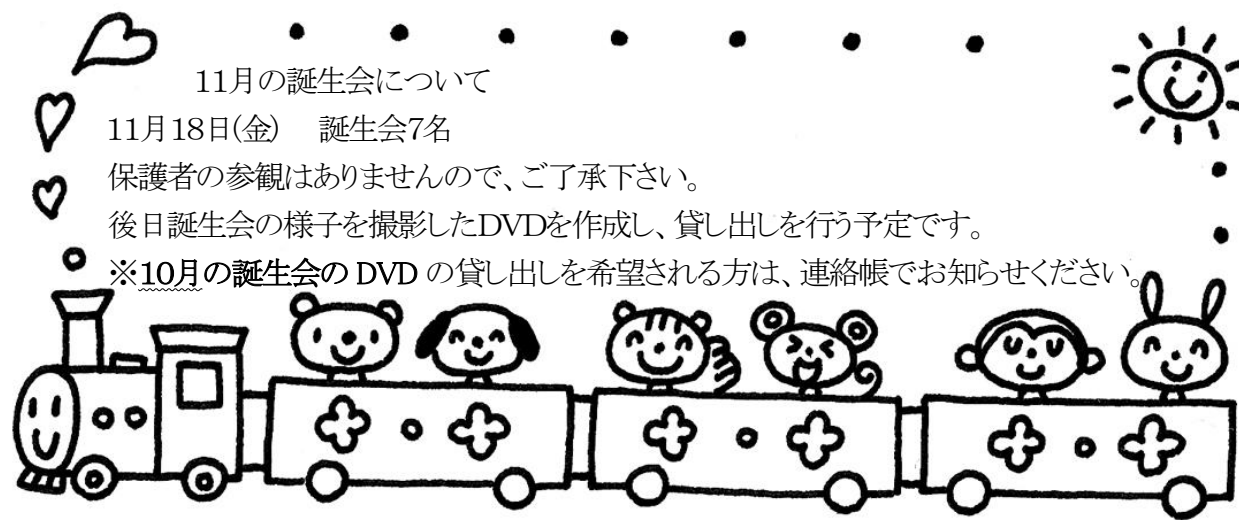 11月の誕生会について
11月18日(金)　誕生会7名
保護者の参観はありませんので、ご了承下さい。
後日誕生会の様子を撮影したDVDを作成し、貸し出しを行う予定です。
※10月の誕生会の DVD の貸し出しを希望される方は、連絡帳でお知らせください。